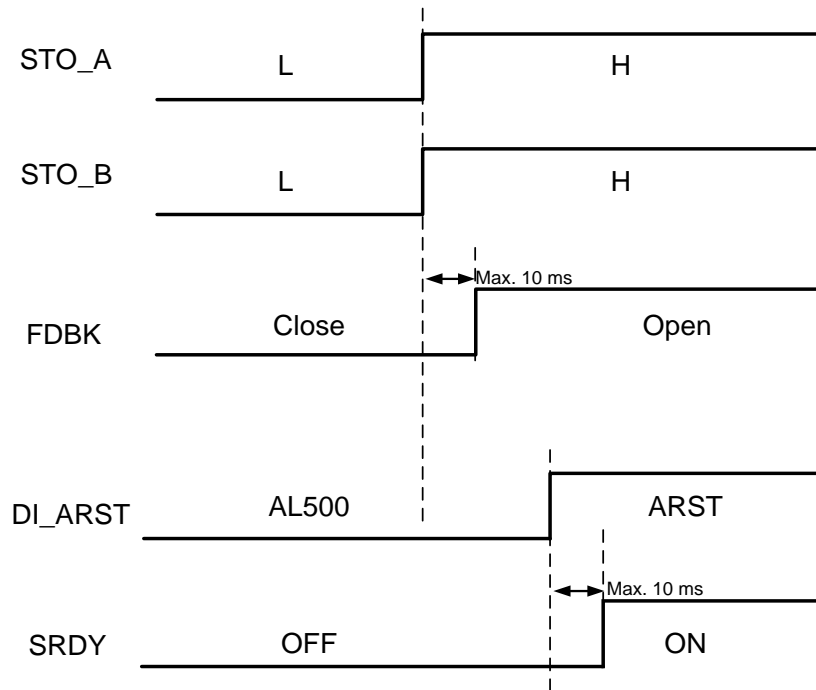 STO_A L H
STO_B L H
Max. 10 ms
FDBK Close Open
DI_ARST AL500 ARST
Max. 10 ms
SRDY OFF ON